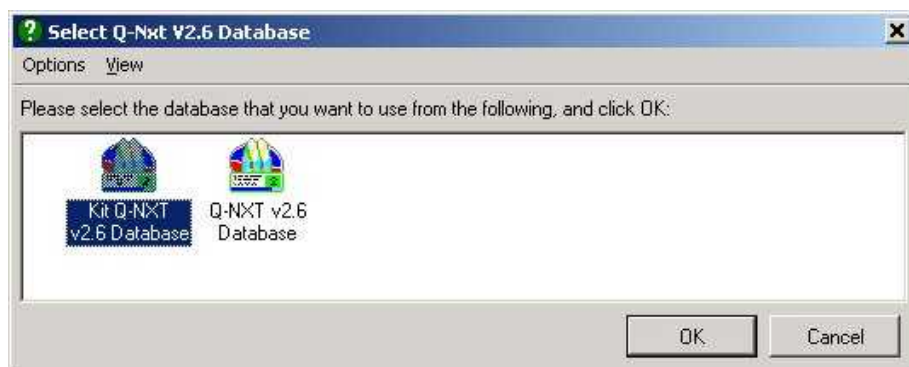 Select Q-Nxt V2.6 Database
Options View
Please select the database that you want to use from the following, and click OK:
Kit Q-NXT
v2.6 Database
Q-NXT v2.6
Database
OK Cancel